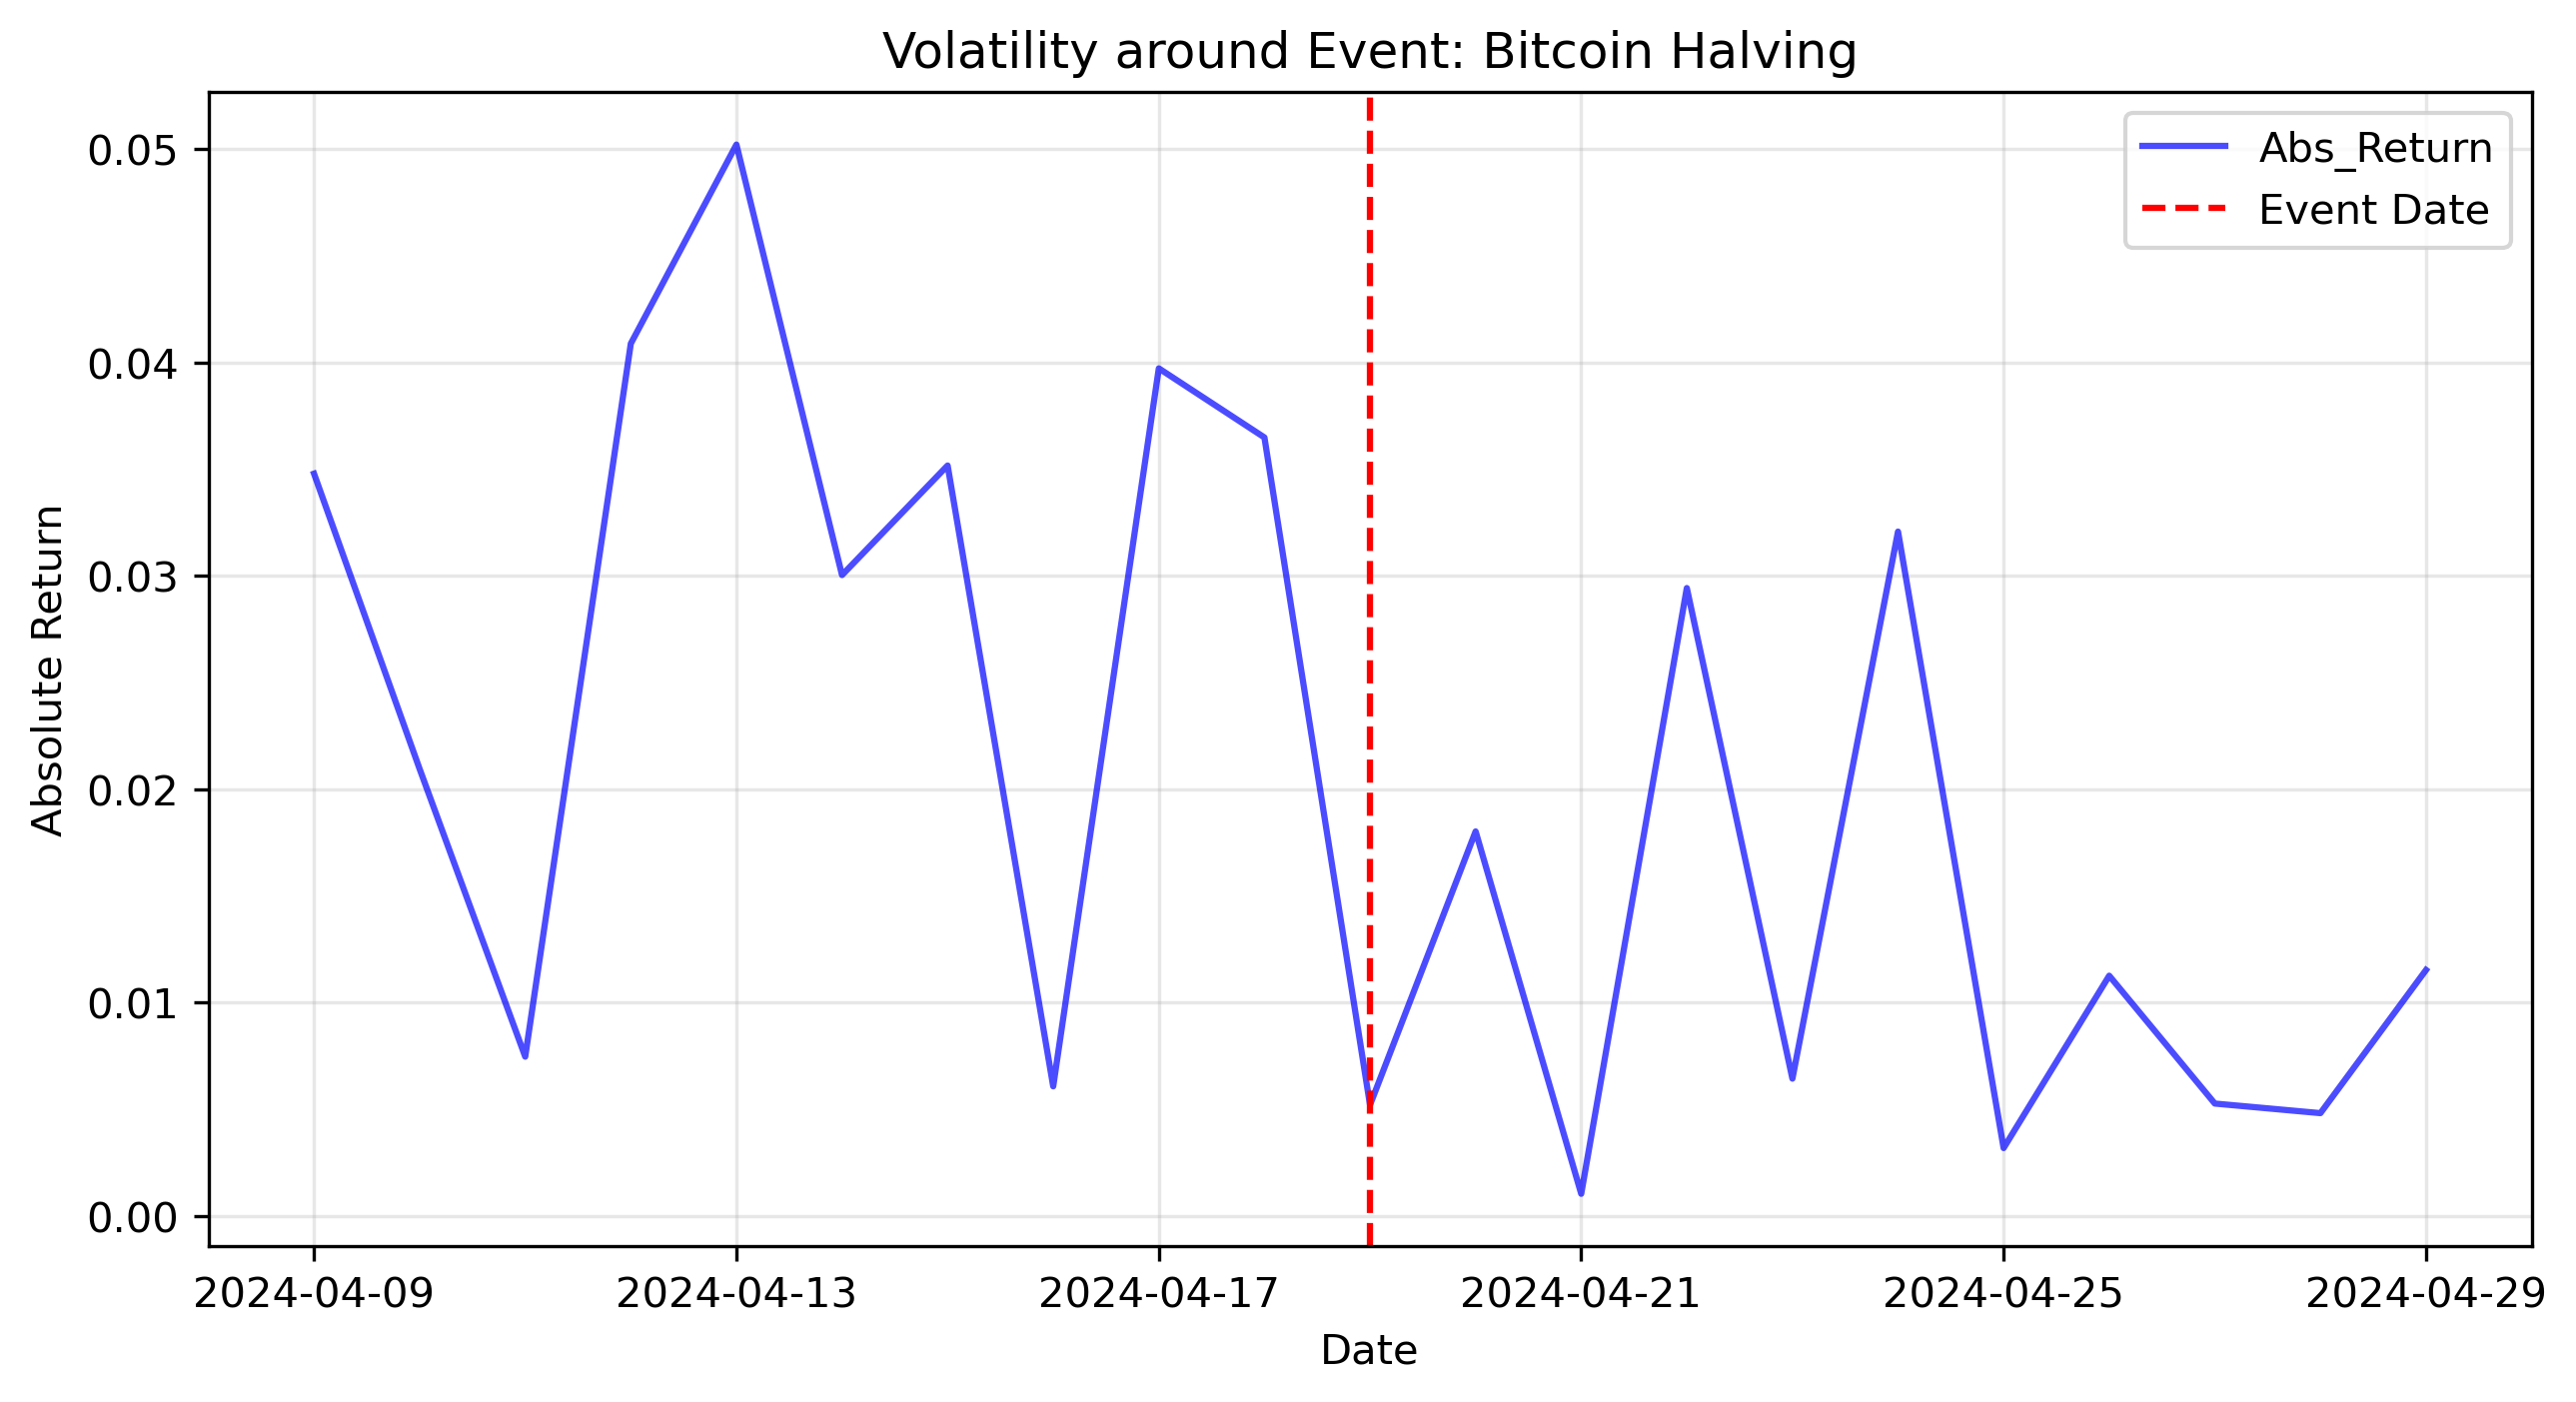 Volatility around Event: Bitcoin Halving
Abs_Return
Event Date
Absolute Return
0.05
0.04
0.03
0.02
0.01
0.00
2024-04-09 2024-04-13 2024-04-17 2024-04-21 2024-04-25 2024-04-29
Date